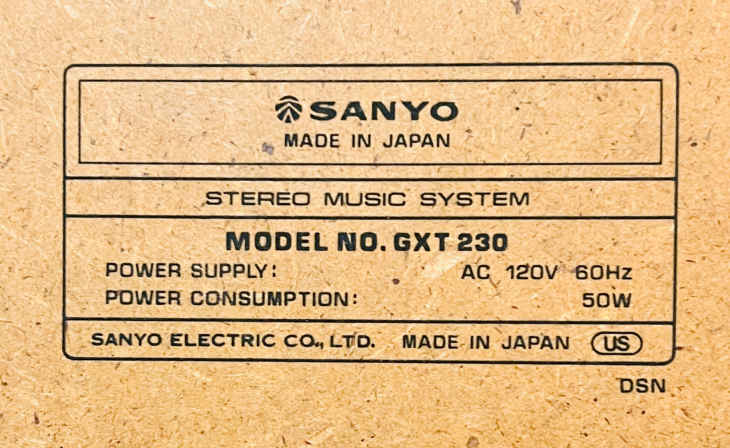 SANYO
MADE IN JAPAN
STEREO MUSIC SYSTEM
MODEL NO. GXT 230
POWER SUPPLY: AC 120V 60Hz
POWER CONSUMPTION: 50W
SANYO ELECTRIC CO., LTD. MADE IN JAPAN US
DSN